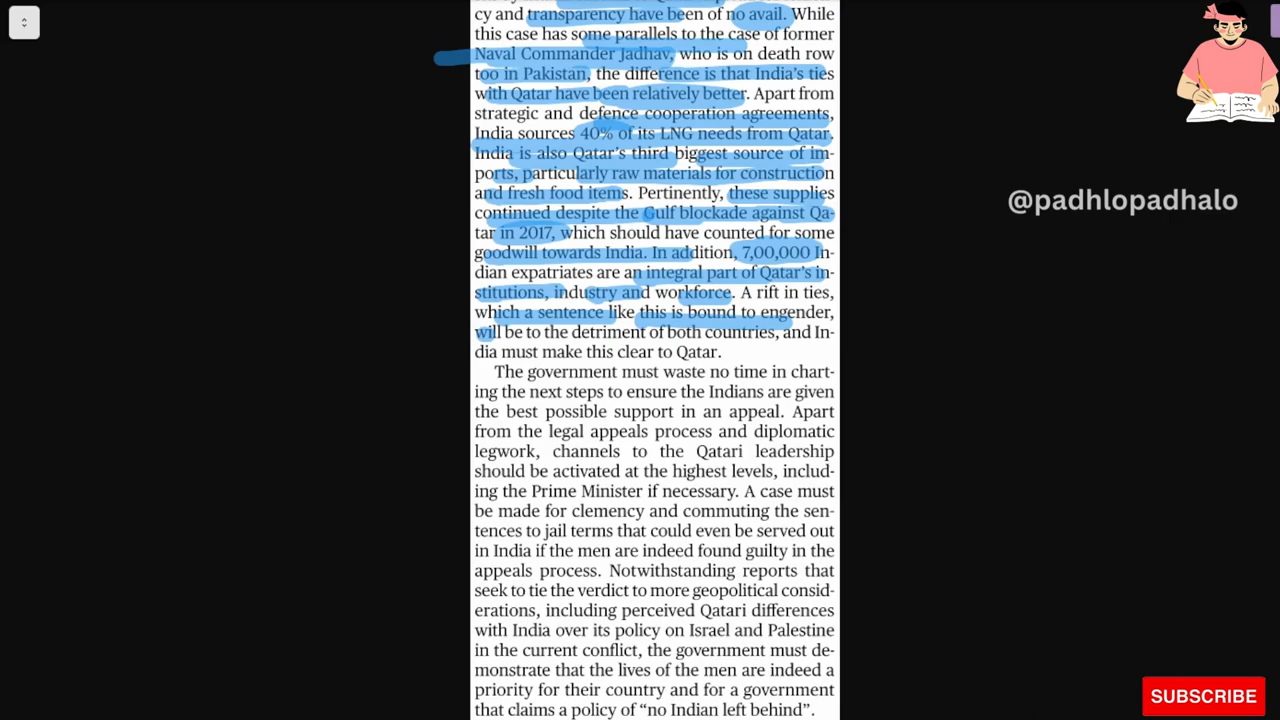 cy and transparency have been of no avail. While
this case has some parallels to the case of former
Naval Commander Jadhav, who is on death row
too in Pakistan, the difference is that India's ties
with Qatar have been relatively better. Apart from
strategic and defence cooperation agreements,
India sources 40% of its LNG needs from Qatar.
India is also Qatar's third biggest source of im-
ports, particularly raw materials for construction
and fresh food items. Pertinently, these supplies
continued despite the Gulf blockade against Qa-
tar in 2017, which should have counted for some
goodwill towards India. In addition, 7,00,000 In-
dian expatriates are an integral part of Qatar's in-
stitutions, industry and workforce. A rift in ties,
which a sentence like this is bound to engender,
will be to the detriment of both countries, and In-
dia must make this clear to Qatar.
The government must waste no time in chart-
ing the next steps to ensure the Indians are given
the best possible support in an appeal. Apart
from the legal appeals process and diplomatic
legwork, channels to the Qatari leadership
should be activated at the highest levels, includ-
ing the Prime Minister if necessary. A case must
be made for clemency and commuting the sen-
tences to jail terms that could even be served out
in India if the men are indeed found guilty in the
appeals process. Notwithstanding reports that
seek to tie the verdict to more geopolitical consid-
erations, including perceived Qatari differences
with India over its policy on Israel and Palestine
in the current conflict, the government must de-
monstrate that the lives of the men are indeed a
priority for their country and for a government
that claims a policy of "no Indian left behind".
@padhlopadhalo
SUBSCRIBE